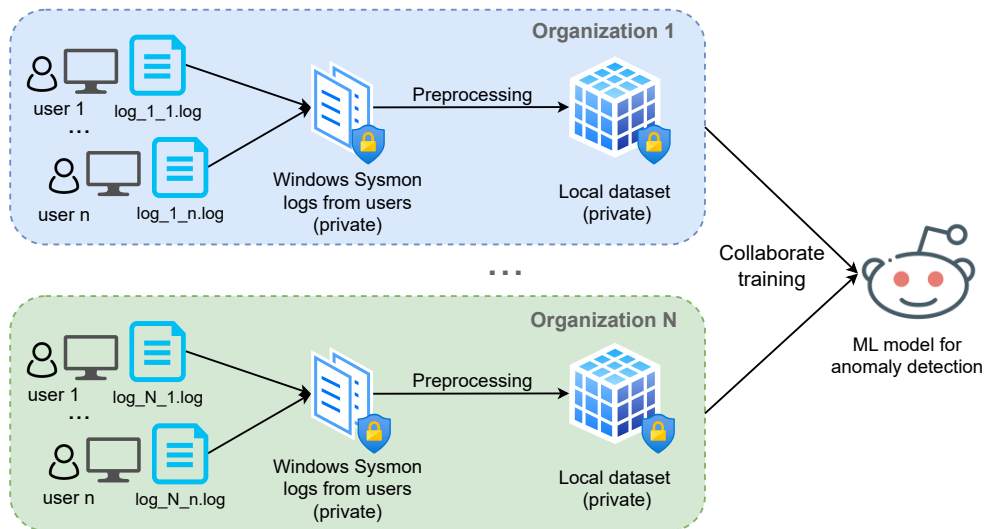 Organization 1
user 1
...
log_1_1.log
user n
log_1_n.log
Windows Sysmon
logs from users
(private)
Preprocessing
Local dataset
(private)
...
Collaborate
training
ML model for
anomaly detection
Organization N
user 1
...
log_N_1.log
user n
log_N_n.log
Windows Sysmon
logs from users
(private)
Preprocessing
Local dataset
(private)